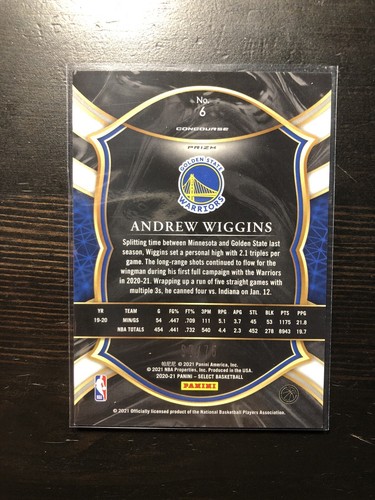 No.
6
CONCOURSE
PRIZM
GOLDEN STATE
WARRIORS
ANDREW WIGGINS
Splitting time between Minnesota and Golden State last
season, Wiggins set a personal high with 2.1 triples per
game. The long-range shots continued to flow for the
wingman during his first full campaign with the Warriors
in 2020-21. Wrapping up a run of five straight games with
multiple 3s, he canned four vs. Indiana on Jan. 12.
YR TEAM G FG% FT% 3PM RPG APG STL BLK PTS PPG
19-20 MIN/GS 54 .447 .709 111 5.1 3.7 45 53 1175 21.8
NBA TOTALS 454 .441 .732 540 4.4 2.3 452 278 8943 19.7
帕尼尼 © 2021 Panini America, Inc.
© 2021 NBA Properties, Inc. Produced in the USA.
2020-21 PANINI - SELECT BASKETBALL
PANINI
NBA
© 2021 Officially licensed product of the National Basketball Players Association.